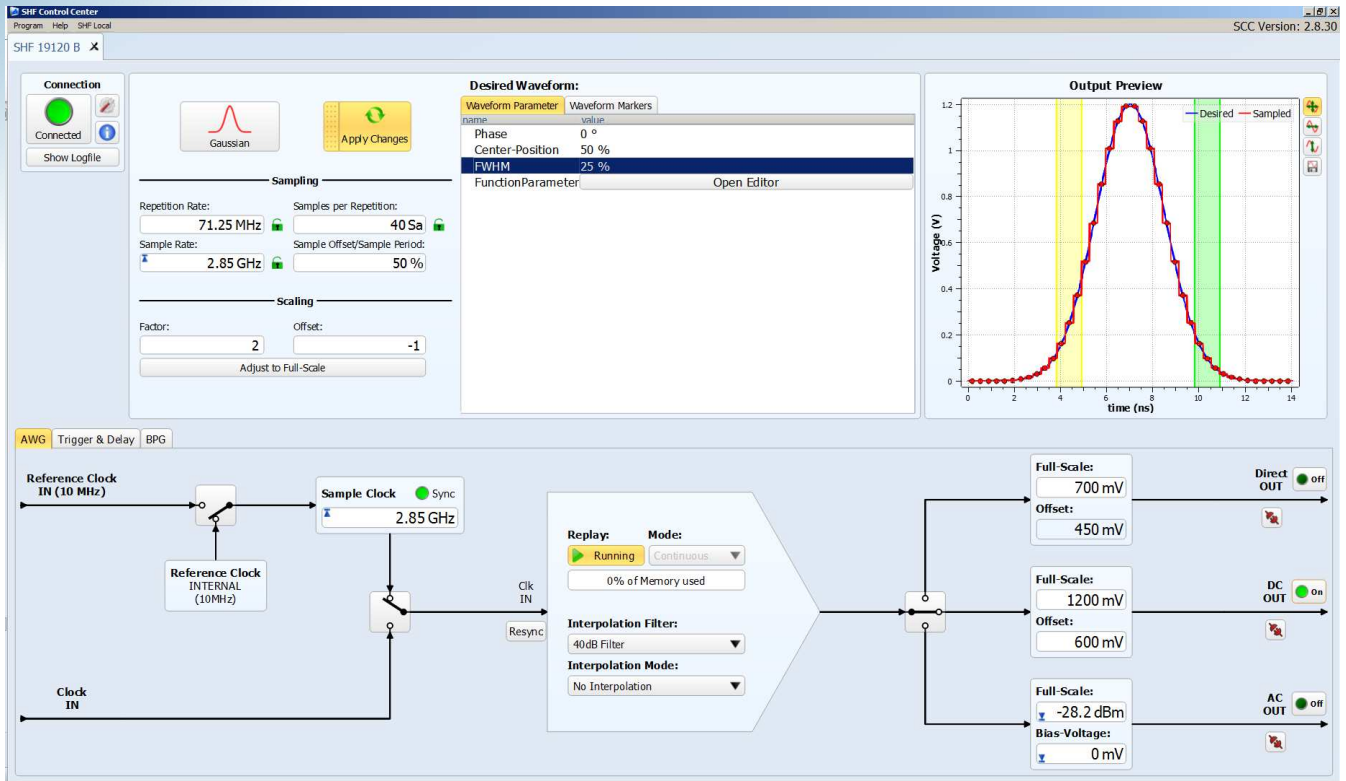 SHF Control Center
Program Help SHF Local
SCC Version: 2.8.30
SHF 19120 B
Connection
Connected
Show Logfile
Gaussian
Apply Changes
Sampling
Repetition Rate: Samples per Repetition:
71.25 MHz 40 Sa
Sample Rate: Sample Offset/Sample Period:
2.85 GHz 50 %
Scaling
Factor: Offset:
2 -1
Adjust to Full-Scale
Desired Waveform:
Waveform Parameter Waveform Markers
name value
Phase 0 °
Center-Position 50 %
FWHM 25 %
FunctionParameter Open Editor
Output Preview
Desired Sampled
Voltage (V)
1.2
1
0.8
0.6
0.4
0.2
0
0 2 4 6 8 10 12 14
time (ns)
AWG Trigger & Delay BPG
Reference Clock
IN (10 MHz)
Reference Clock
INTERNAL
(10MHz)
Sample Clock Sync
2.85 GHz
Clock
IN
Clk
IN
Resync
Replay: Mode:
Running Continuous
0% of Memory used
Interpolation Filter:
40dB Filter
Interpolation Mode:
No Interpolation
Full-Scale:
700 mV
Offset:
450 mV
Direct
OUT
Off
Full-Scale:
1200 mV
Offset:
600 mV
DC
OUT
On
Full-Scale:
-28.2 dBm
Bias-Voltage:
0 mV
AC
OUT
Off